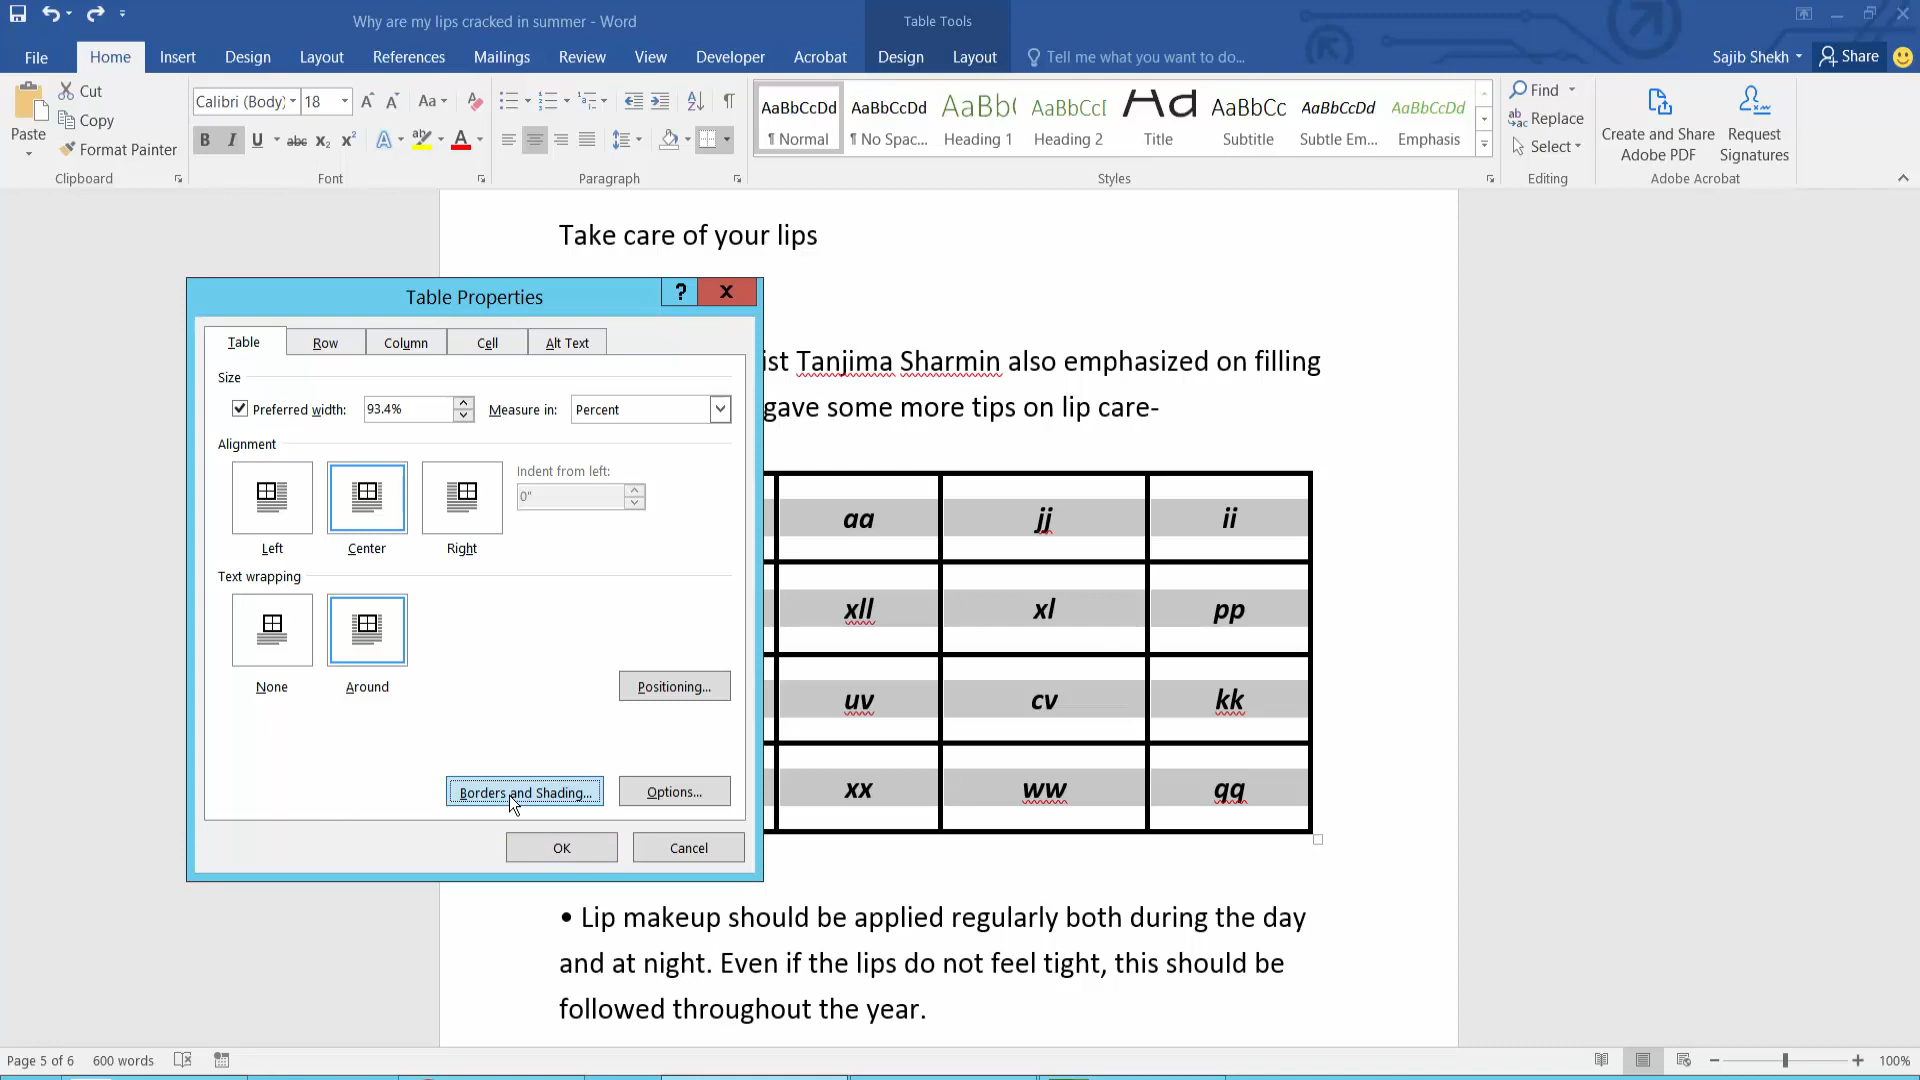 Why are my lips cracked in summer - Word
Table Tools
File
Home
Insert
Design
Layout
References
Mailings
Review
View
Developer
Acrobat
Design
Layout
Tell me what you want to do...
Sajib Shekh
Share
Paste
Cut
Copy
Format Painter
Clipboard
Calibri (Body)
18
Aa
B I U abc x₂ x²
A
A
Font
Paragraph
AaBbCcDd
¶ Normal
AaBbCcDd
¶ No Spac...
AaBb(
Heading 1
AaBbCc[
Heading 2
Ad
Title
AaBbCc
Subtitle
AaBbCcDd
Subtle Em...
AaBbCcDd
Emphasis
Styles
Find
Replace
Select
Editing
Create and Share
Adobe PDF
Request
Signatures
Adobe Acrobat
Take care of your lips
ist Tanjima Sharmin also emphasized on filling
gave some more tips on lip care-
aa jj ii
xll xl pp
uv cv kk
xx ww qq
• Lip makeup should be applied regularly both during the day
and at night. Even if the lips do not feel tight, this should be
followed throughout the year.
Table Properties
? X
Table
Row
Column
Cell
Alt Text
Size
Preferred width:
93.4%
Measure in:
Percent
Alignment
Indent from left:
0"
Left
Center
Right
Text wrapping
None
Around
Positioning...
Borders and Shading...
Options...
OK
Cancel
Page 5 of 6
600 words
100%